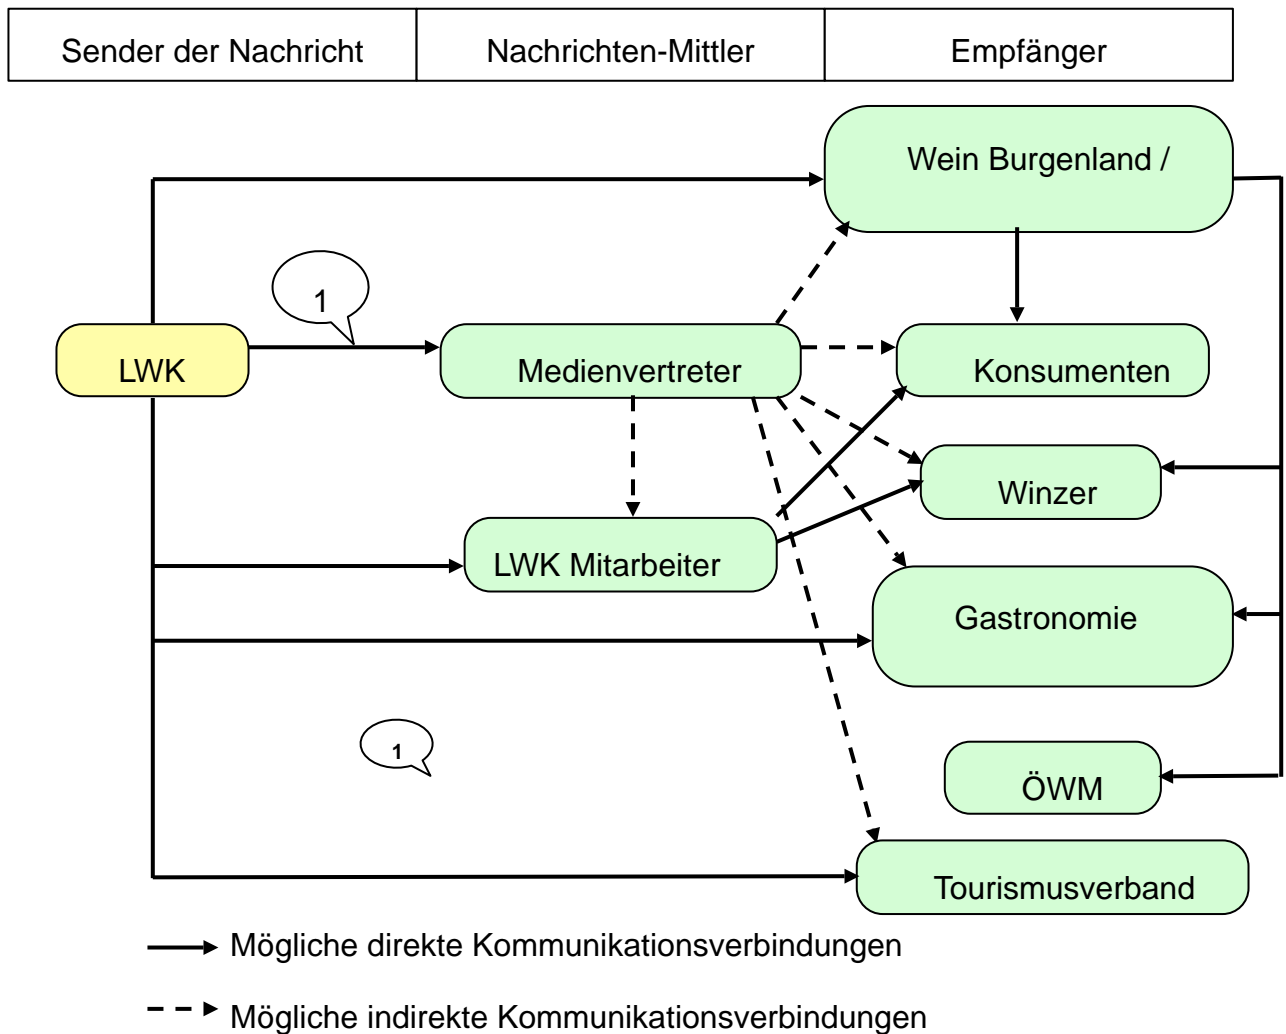 Sender der Nachricht
Nachrichten-Mittler
Empfänger
Wein Burgenland /
1
LWK
Medienvertreter
Konsumenten
Winzer
LWK Mitarbeiter
Gastronomie
1
ÖWM
Tourismusverband
Mögliche direkte Kommunikationsverbindungen
Mögliche indirekte Kommunikationsverbindungen